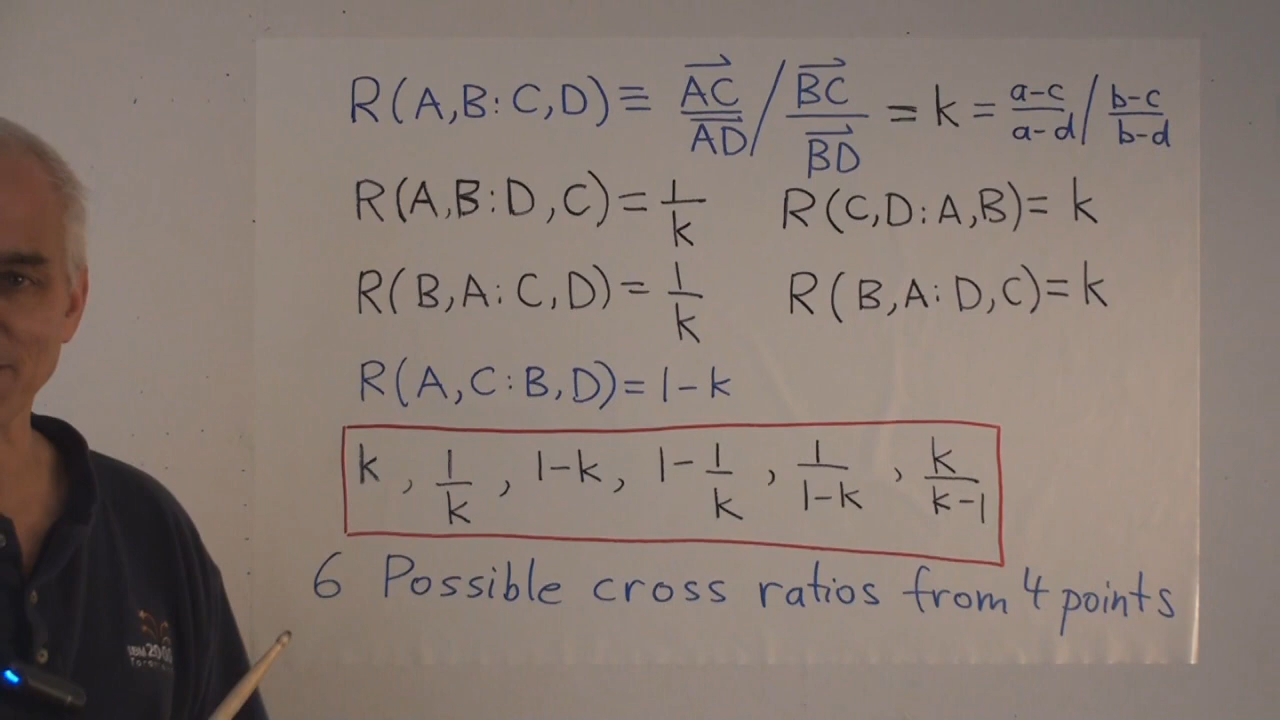 R(A,B:C,D) ≡ AC⃗/AD⃗ / BC⃗/BD⃗ = k = a-c/a-d / b-c/b-d
R(A,B:D,C) = 1/k R(C,D:A,B) = k
R(B,A:C,D) = 1/k R(B,A:D,C) = k
R(A,C:B,D) = 1-k
k, 1/k, 1-k, 1-1/k, 1/1-k, k/k-1
6 Possible cross ratios from 4 points